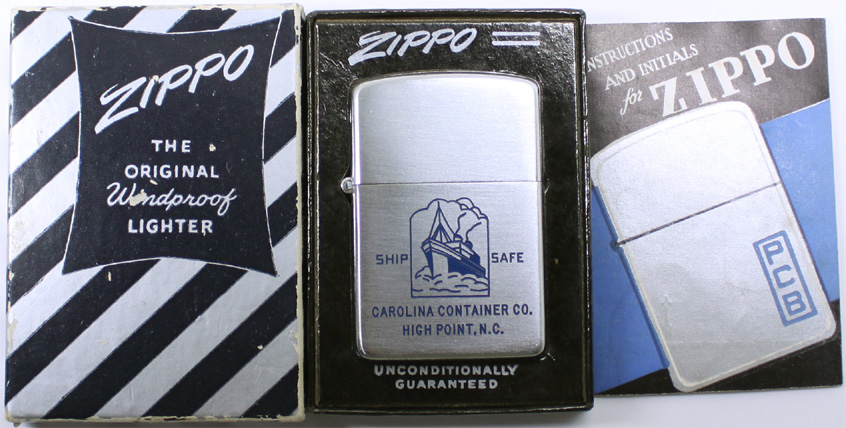 ZIPPO
THE
ORIGINAL
Windproof
LIGHTER
ZIPPO
SHIP SAFE
CAROLINA CONTAINER CO.
HIGH POINT, N.C.
UNCONDITIONALLY
GUARANTEED
INSTRUCTIONS
AND INITIALS
for ZIPPO
PCB